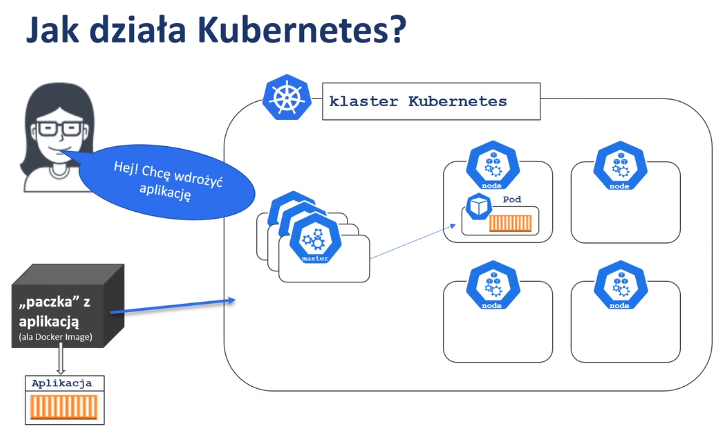 Jak działa Kubernetes?
klaster Kubernetes
Hej! Chcę wdrożyć
aplikację
node
node
Pod
master
„paczka” z
aplikacją
(ala Docker Image)
node
node
Aplikacja